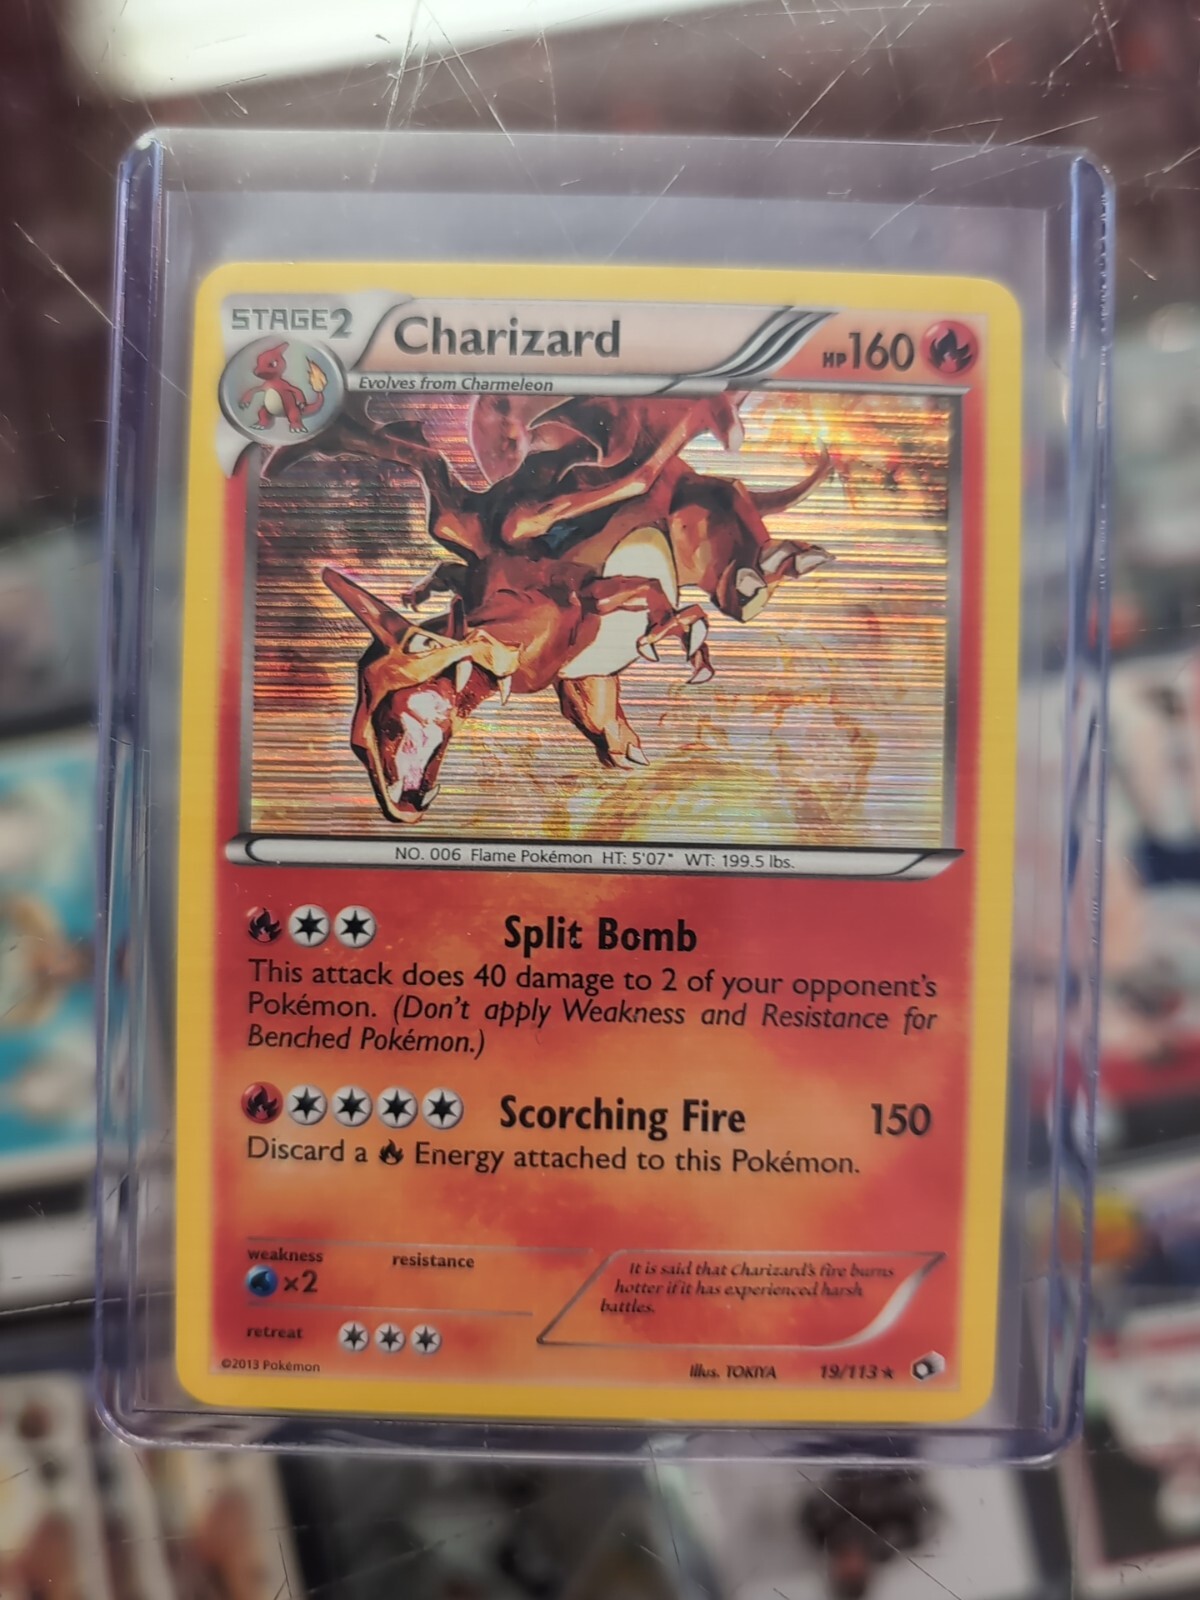 STAGE2
Charizard
HP160
Evolves from Charmeleon
NO. 006 Flame Pokémon HT: 5'07" WT: 199.5 lbs.
Split Bomb
This attack does 40 damage to 2 of your opponent's
Pokémon. (Don't apply Weakness and Resistance for
Benched Pokémon.)
Scorching Fire 150
Discard a Energy attached to this Pokémon.
weakness resistance
×2
retreat
It is said that Charizard's fire burns
hotter if it has experienced harsh
battles.
©2013 Pokémon
Illus. TOKIYA 19/113 ★